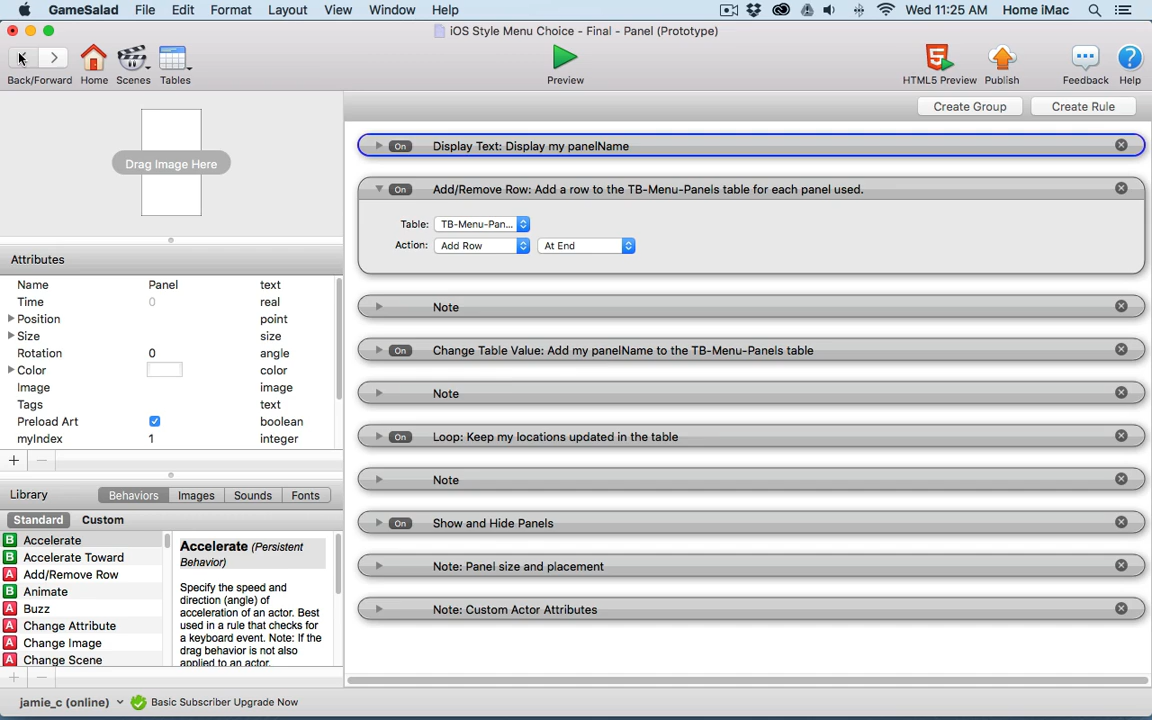 GameSalad File Edit Format Layout View Window Help Wed 11:25 AM Home iMac
iOS Style Menu Choice - Final - Panel (Prototype)
Back/Forward Home Scenes Tables Preview HTML5 Preview Publish Feedback Help
Create Group Create Rule
Drag Image Here
Attributes
Name Panel text
Time 0 real
Position point
Size size
Rotation 0 angle
Color color
Image image
Tags text
Preload Art boolean
myIndex 1 integer
Library Behaviors Images Sounds Fonts
Standard Custom
B Accelerate
B Accelerate Toward
A Add/Remove Row
B Animate
A Buzz
A Change Attribute
A Change Image
A Change Scene
Accelerate (Persistent
Behavior)
Specify the speed and
direction (angle) of
acceleration of an actor. Best
used in a rule that checks for
a keyboard event. Note: If the
drag behavior is not also
applied to an actor,
On Display Text: Display my panelName
On Add/Remove Row: Add a row to the TB-Menu-Panels table for each panel used.
Table: TB-Menu-Pan...
Action: Add Row At End
Note
On Change Table Value: Add my panelName to the TB-Menu-Panels table
Note
On Loop: Keep my locations updated in the table
Note
On Show and Hide Panels
Note: Panel size and placement
Note: Custom Actor Attributes
jamie_c (online) Basic Subscriber Upgrade Now